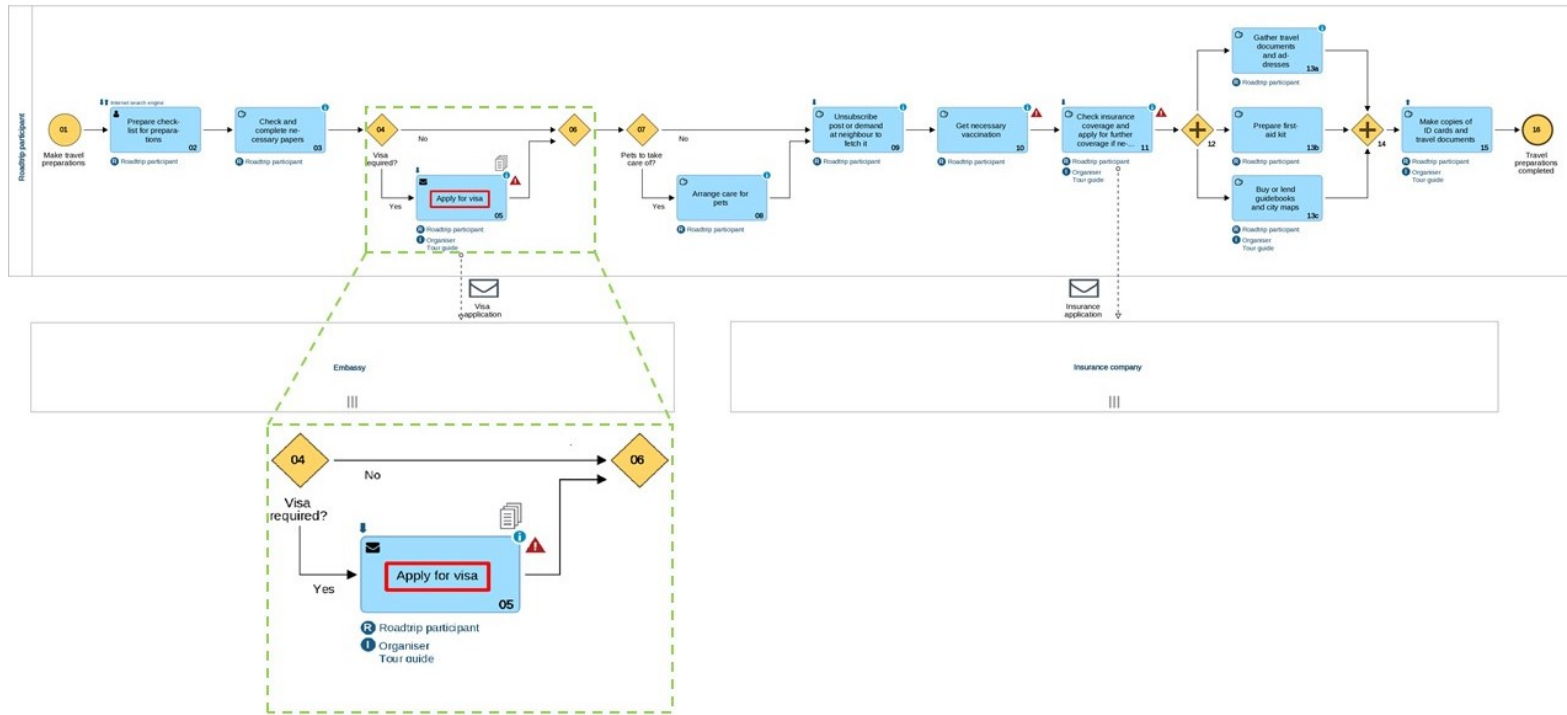 Roadtrip participant
01
Make travel
preparations
Internet search engine
Prepare check-
list for prepara-
tions
02
R Roadtrip participant
Check and
complete ne-
cessary papers
03
R Roadtrip participant
04
Visa
required?
No
Yes
Apply for visa
05
R Roadtrip participant
I Organiser
Tour guide
06
07
Pets to take
care of?
No
Yes
Arrange care for
pets
08
R Roadtrip participant
Unsubscribe
post or demand
at neighbour to
fetch it
09
R Roadtrip participant
Get necessary
vaccination
10
R Roadtrip participant
Check insurance
coverage and
apply for further
coverage if ne-...
11
R Roadtrip participant
I Organiser
Tour guide
12
Gather travel
documents
and ad-
dresses
13a
R Roadtrip participant
Prepare first-
aid kit
13b
R Roadtrip participant
Buy or lend
guidebooks
and city maps
13c
R Roadtrip participant
I Organiser
Tour guide
14
Make copies of
ID cards and
travel documents
15
R Roadtrip participant
I Organiser
Tour guide
16
Travel
preparations
completed
Visa
application
Insurance
application
Embassy
Insurance company
04
No
06
Visa
required?
Yes
Apply for visa
05
R Roadtrip participant
I Organiser
Tour guide